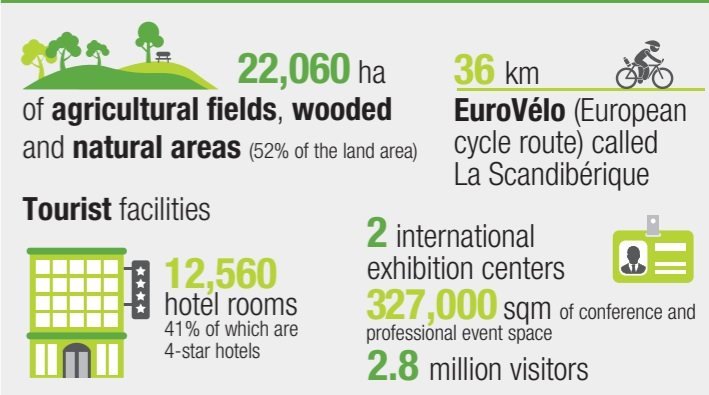 22,060 ha
of agricultural fields, wooded
and natural areas (52% of the land area)
36 km
EuroVélo (European
cycle route) called
La Scandibérique
Tourist facilities
12,560
hotel rooms
41% of which are
4-star hotels
2 international
exhibition centers
327,000 sqm of conference and
professional event space
2.8 million visitors